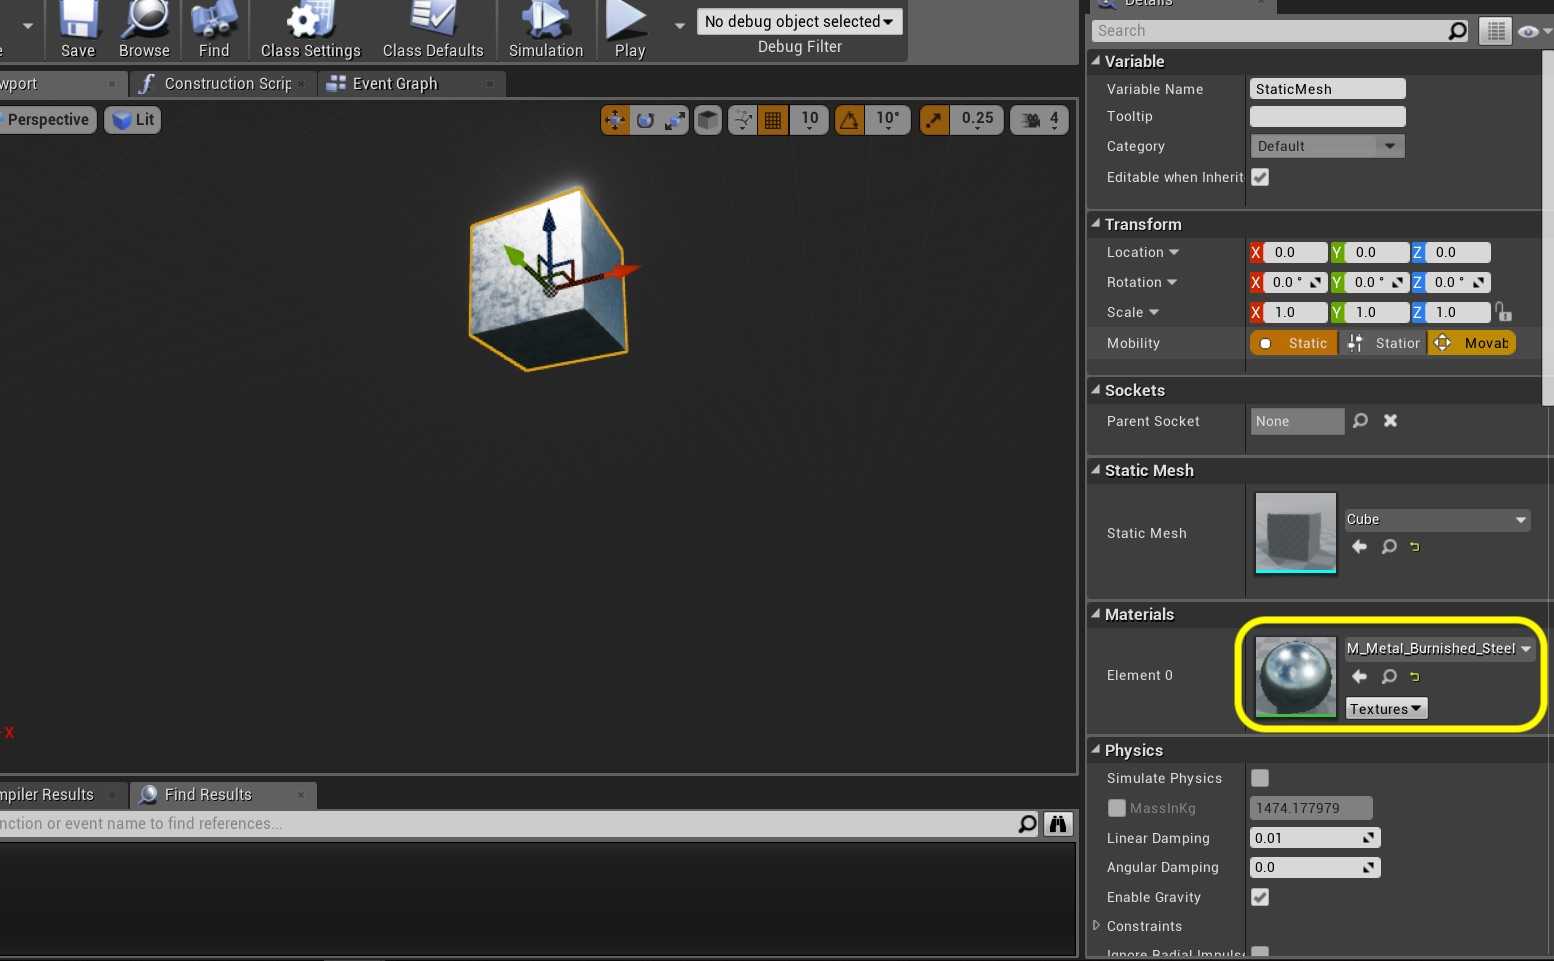 Details
Save
Browse
Find
Class Settings
Class Defaults
Simulation
Play
No debug object selected
Debug Filter
wport
Construction Scrip
Event Graph
Perspective
Lit
10
10°
0.25
4
X
mpiler Results
Find Results
nction or event name to find references...
Search
Variable
Variable Name StaticMesh
Tooltip
Category Default
Editable when Inherit
Transform
Location X 0.0 Y 0.0 Z 0.0
Rotation X 0.0 ° Y 0.0 ° Z 0.0 °
Scale X 1.0 Y 1.0 Z 1.0
Mobility Static Station Movab
Sockets
Parent Socket None
Static Mesh
Static Mesh Cube
Materials
Element 0 M_Metal_Burnished_Steel
Textures
Physics
Simulate Physics
MassInKg 1474.177979
Linear Damping 0.01
Angular Damping 0.0
Enable Gravity
Constraints
Ignore Radial Impulse